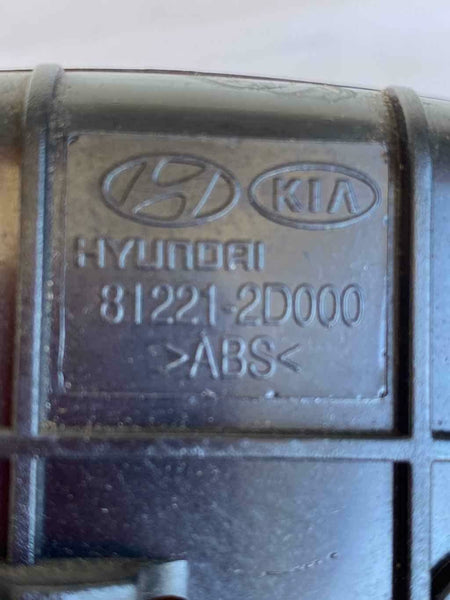 KIA
HYUNDAI
81221-2D000
>ABS<